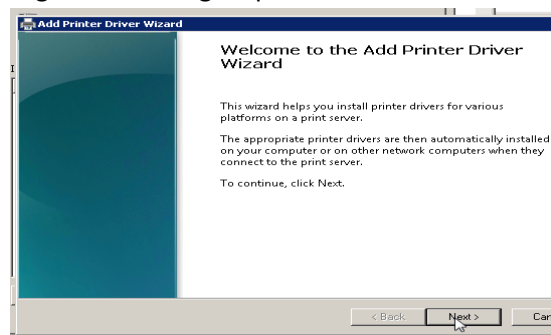 Add Printer Driver Wizard
Welcome to the Add Printer Driver
Wizard
This wizard helps you install printer drivers for various
platforms on a print server.
The appropriate printer drivers are then automatically installed
on your computer or on other network computers when they
connect to the print server.
To continue, click Next.
< Back Next >